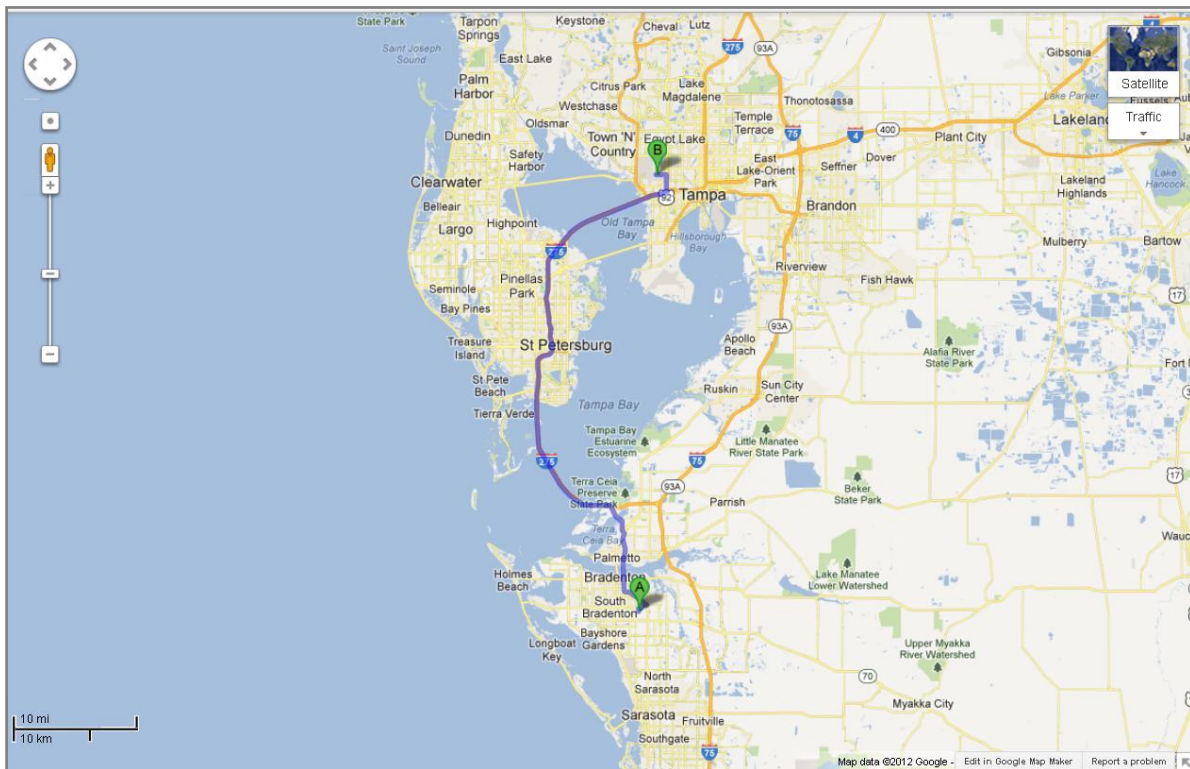 State Park
Tarpon
Springs
Keystone
Cheval
Lutz
275
93A
4
Gibsonia
Saint Joseph
Sound
East Lake
Palm
Harbor
Citrus Park
Lake
Magdalene
Satellite
Westchase
Thonotosassa
Lake Parker
Fussels
Oldsmar
Temple
Terrace
Traffic
Lakeland
Dunedin
Town 'N'
Country
Egypt Lake
75
4
400
Plant City
Safety
Harbor
B
East
Lake-Orient
Park
Seffner
Dover
Clearwater
Lakeland
Highlands
Lake
Hancock
Belleair
92
Tampa
Brandon
Largo
Highpoint
Old Tampa
Bay
Hillsborough
Bay
Mulberry
Bartow
275
Riverview
Fish Hawk
Pinellas
Park
Seminole
17
Bay Pines
93A
Treasure
Island
St Petersburg
Apollo
Beach
Alafia River
State Park
Fort
St Pete
Beach
Ruskin
Sun City
Center
Tierra Verde
Tampa Bay
Tampa Bay
Estuarine
Ecosystem
Little Manatee
River State Park
275
75
Terra Ceia
Preserve
State Park
93A
Parrish
Beker
State Park
17
Terra
Ceia Bay
Wauc
Palmetto
Holmes
Beach
Bradenton
Lake Manatee
Lower Watershed
A
South
Bradenton
Bayshore
Gardens
Longboat
Key
Upper Myakka
River Watershed
North
Sarasota
70
Myakka City
10 mi
10 km
Sarasota
Fruitville
Southgate
75
Map data ©2012 Google -
Edit in Google Map Maker
Report a problem